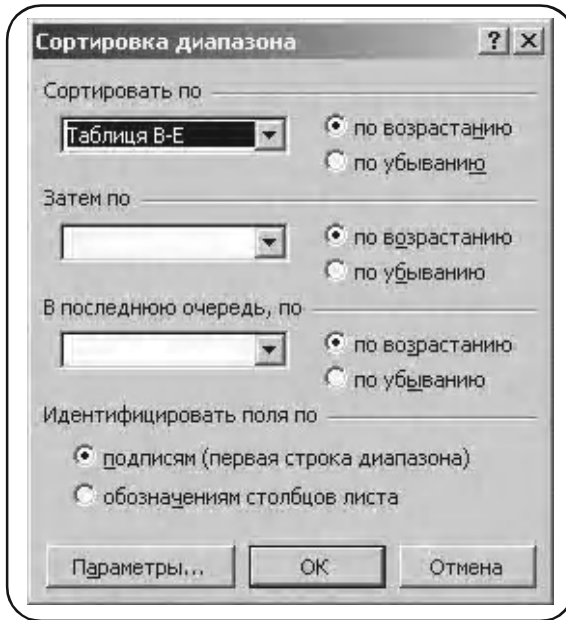 Сортировка диапазона
Сортировать по
Таблиця В-Е
по возрастанию
по убыванию
Затем по
по возрастанию
по убыванию
В последнюю очередь, по
по возрастанию
по убыванию
Идентифицировать поля по
подписям (первая строка диапазона)
обозначениям столбцов листа
Параметры...
ОК
Отмена